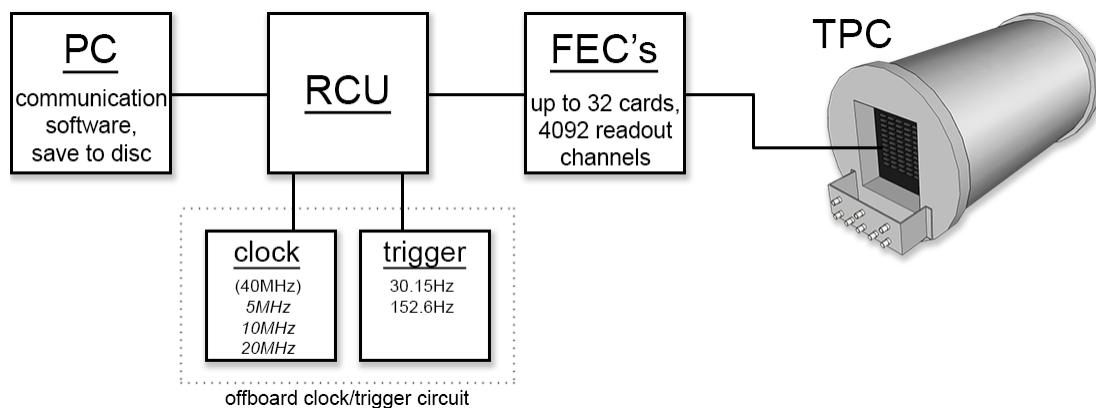 PC
communication
software,
save to disc
RCU
FEC's
up to 32 cards,
4092 readout
channels
TPC
clock
(40MHz)
5MHz
10MHz
20MHz
trigger
30.15Hz
152.6Hz
offboard clock/trigger circuit